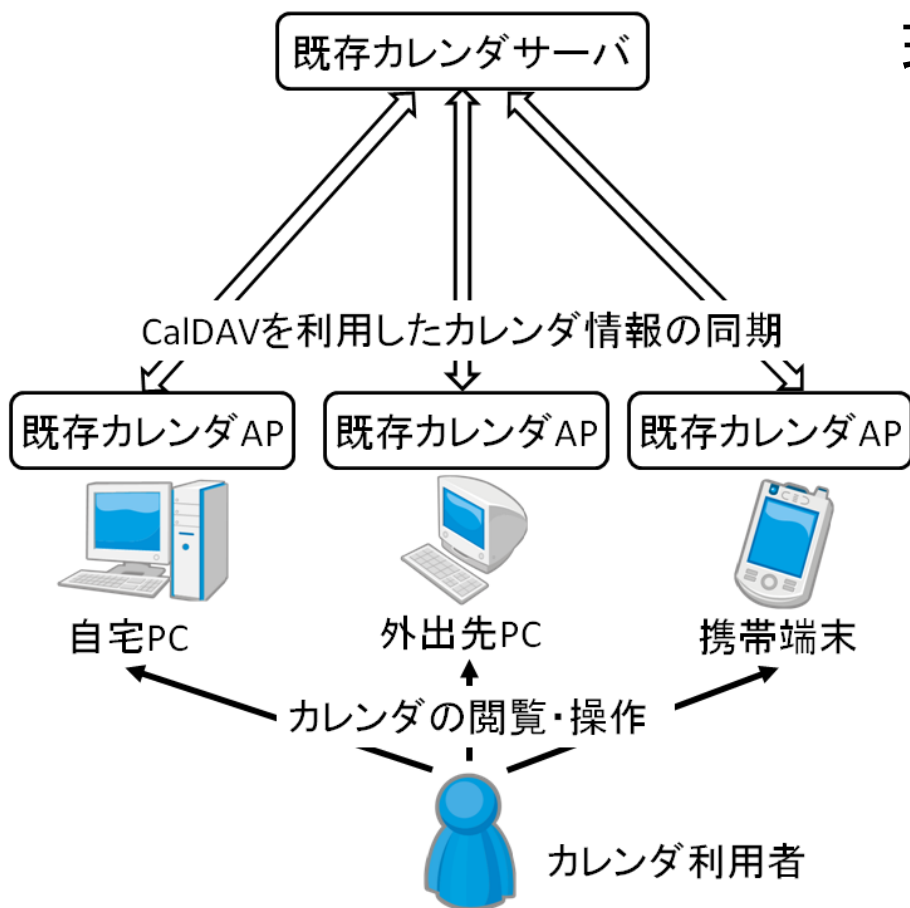 既存カレンダサーバ
CalDAVを利用したカレンダ情報の同期
既存カレンダAP
既存カレンダAP
既存カレンダAP
自宅PC
外出先PC
携帯端末
カレンダの閲覧・操作
カレンダ利用者